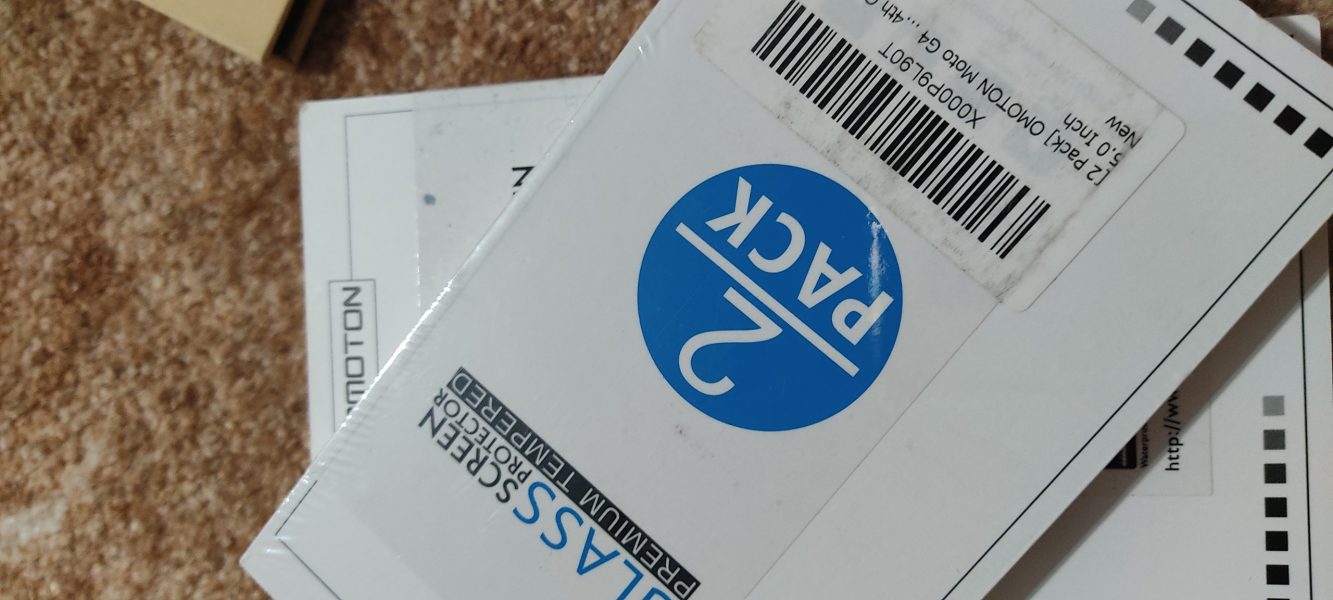 X000P9L90T
[2 Pack] OMOTON Moto G4...4th
5.0 Inch
New
2
PACK
PREMIUM TEMPERED
GLASS SCREEN
PROTECTOR
OMOTON
http://ww